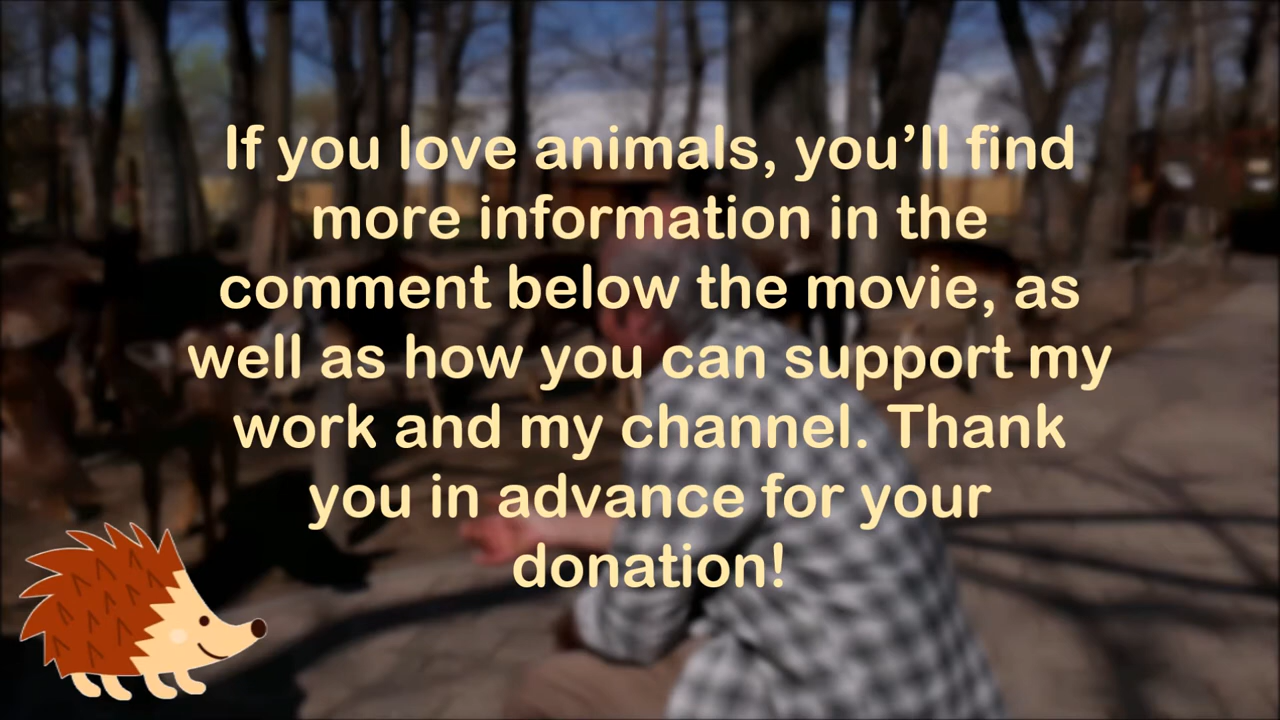 If you love animals, you’ll find
more information in the
comment below the movie, as
well as how you can support my
work and my channel. Thank
you in advance for your
donation!